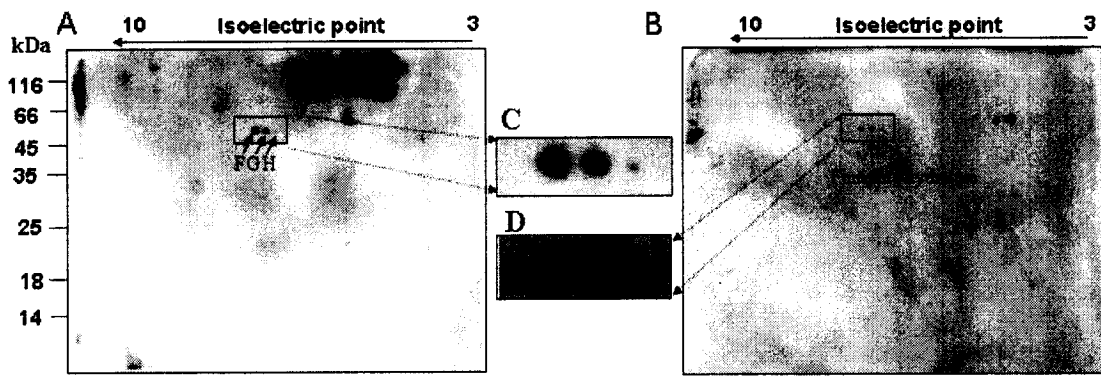 A
10 Isoelectric point 3
B
10 Isoelectric point 3
kDa
116
66
45
35
25
18
14
FGH
C
D